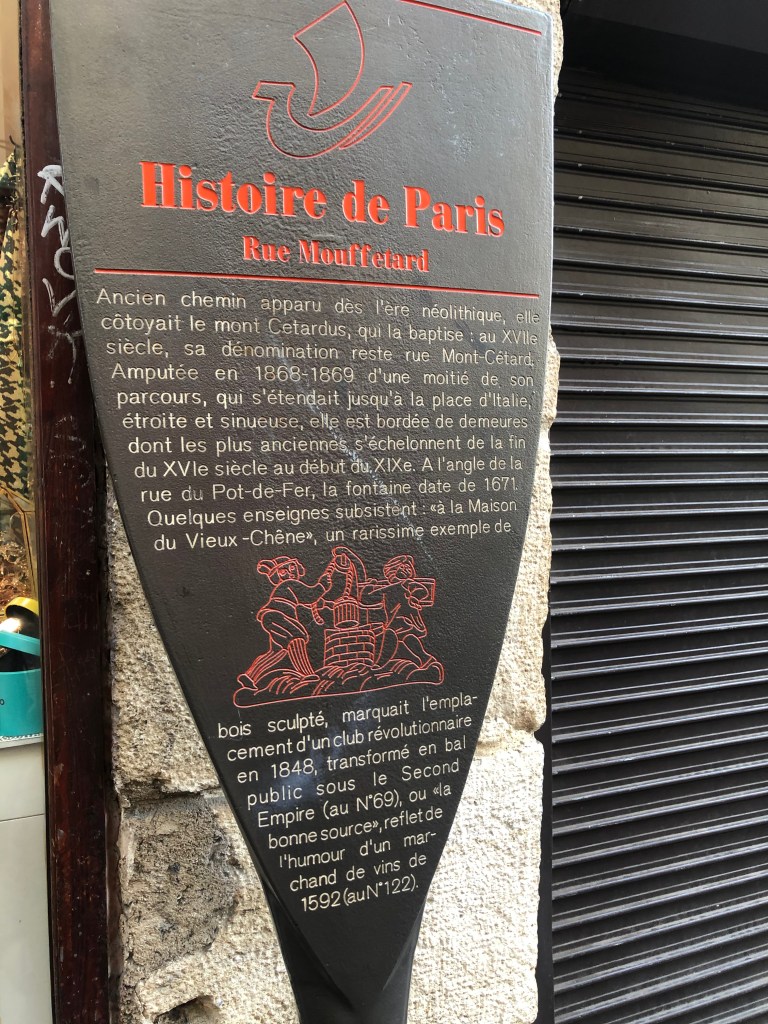 Histoire de Paris
Rue Mouffetard
Ancien chemin apparu dès l'ère néolithique, elle
côtoyait le mont Cetardus, qui la baptise : au XVIIe
siècle, sa dénomination reste rue Mont-Cétard.
Amputée en 1868-1869 d'une moitié de son
parcours, qui s'étendait jusqu'à la place d'Italie,
étroite et sinueuse, elle est bordée de demeures
dont les plus anciennes s'échelonnent de la fin
du XVIe siècle au début du XIXe. A l'angle de la
rue du Pot-de-Fer, la fontaine date de 1671.
Quelques enseignes subsistent : «à la Maison
du Vieux-Chêne», un rarissime exemple de
bois sculpté, marquait l'empla-
cement d'un club révolutionnaire
en 1848, transformé en bal
public sous le Second
Empire (au N°69), ou «la
bonne source», reflet de
l'humour d'un mar-
chand de vins de
1592 (au N°122).